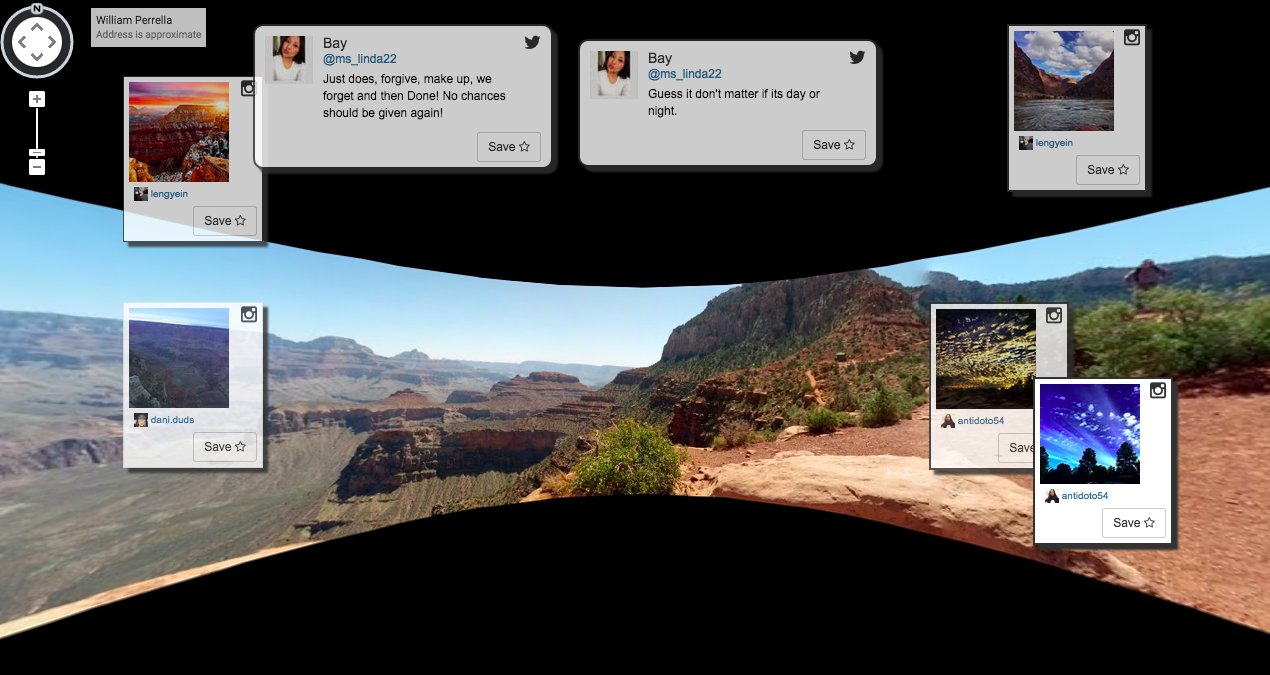 N
William Perrella
Address is approximate
Bay
@ms_linda22
Just does, forgive, make up, we
forget and then Done! No chances
should be given again!
Save
Bay
@ms_linda22
Guess it don't matter if its day or
night.
Save
lengyein
Save
lengyein
Save
dani.duds
Save
antidoto54
Save
antidoto54
Save